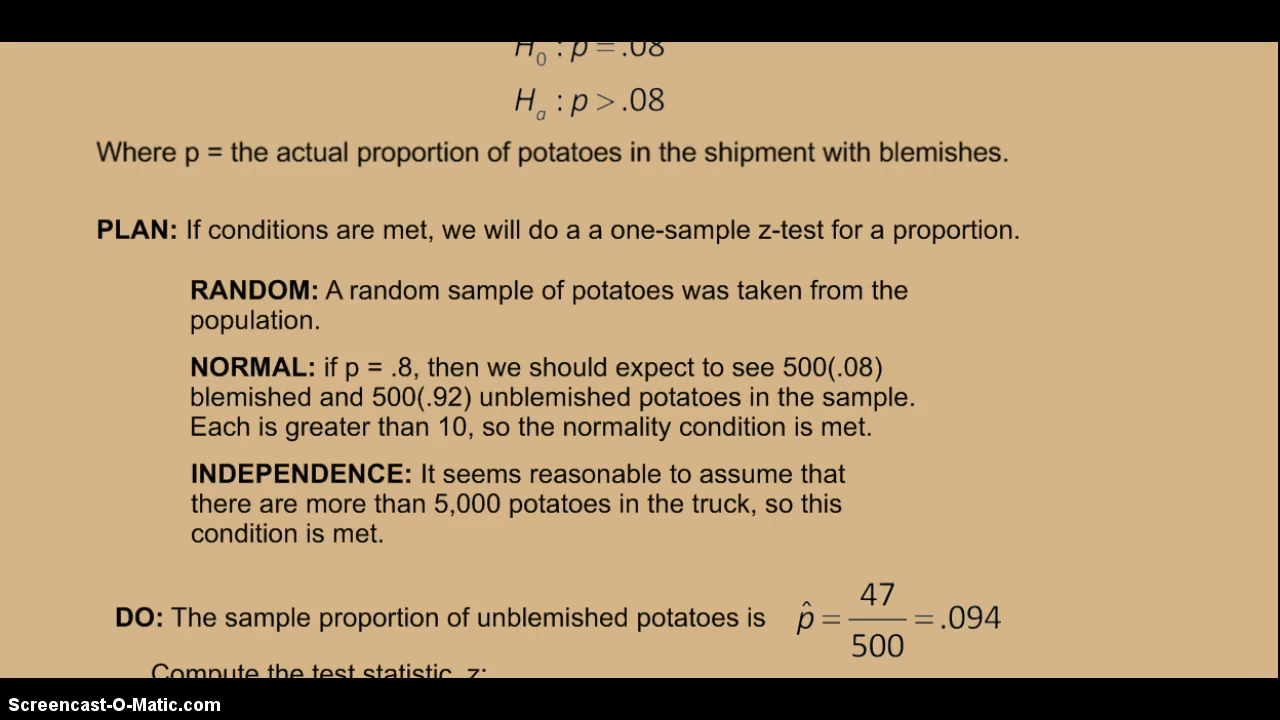 H₀ : p = .08
Hₐ : p > .08
Where p = the actual proportion of potatoes in the shipment with blemishes.
PLAN: If conditions are met, we will do a a one-sample z-test for a proportion.
RANDOM: A random sample of potatoes was taken from the
population.
NORMAL: if p = .8, then we should expect to see 500(.08)
blemished and 500(.92) unblemished potatoes in the sample.
Each is greater than 10, so the normality condition is met.
INDEPENDENCE: It seems reasonable to assume that
there are more than 5,000 potatoes in the truck, so this
condition is met.
DO: The sample proportion of unblemished potatoes is p̂ = 47/500 = .094
Compute the test statistic, z:
Screencast-O-Matic.com